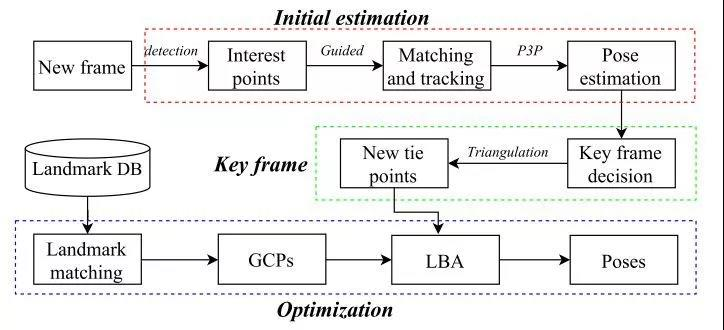 Initial estimation
New frame
detection
Interest
points
Guided
Matching
and tracking
P3P
Pose
estimation
Landmark DB
Key frame
New tie
points
Triangulation
Key frame
decision
Landmark
matching
GCPs
LBA
Poses
Optimization